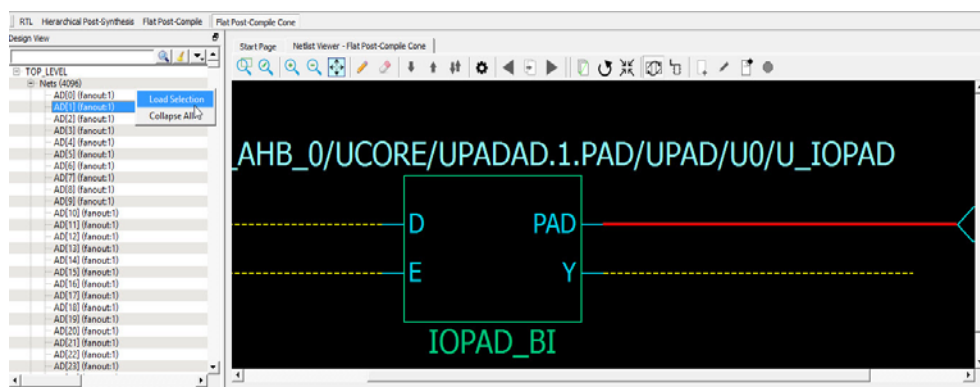 RTL Hierarchical Post-Synthesis Flat Post-Compile Flat Post-Compile Cone
Design View
Start Page Netlist Viewer - Flat Post-Compile Cone
TOP_LEVEL
Nets (4096)
AD[0] (fanout:1)
AD[1] (fanout:1)
AD[2] (fanout:1)
AD[3] (fanout:1)
AD[4] (fanout:1)
AD[5] (fanout:1)
AD[6] (fanout:1)
AD[7] (fanout:1)
AD[8] (fanout:1)
AD[9] (fanout:1)
AD[10] (fanout:1)
AD[11] (fanout:1)
AD[12] (fanout:1)
AD[13] (fanout:1)
AD[14] (fanout:1)
AD[15] (fanout:1)
AD[16] (fanout:1)
AD[17] (fanout:1)
AD[18] (fanout:1)
AD[19] (fanout:1)
AD[20] (fanout:1)
AD[21] (fanout:1)
AD[22] (fanout:1)
AD[23] (fanout:1)
Load Selection
Collapse All
_AHB_0/UCORE/UPADAD.1.PAD/UPAD/U0/U_IOPAD
D PAD
E Y
IOPAD_BI